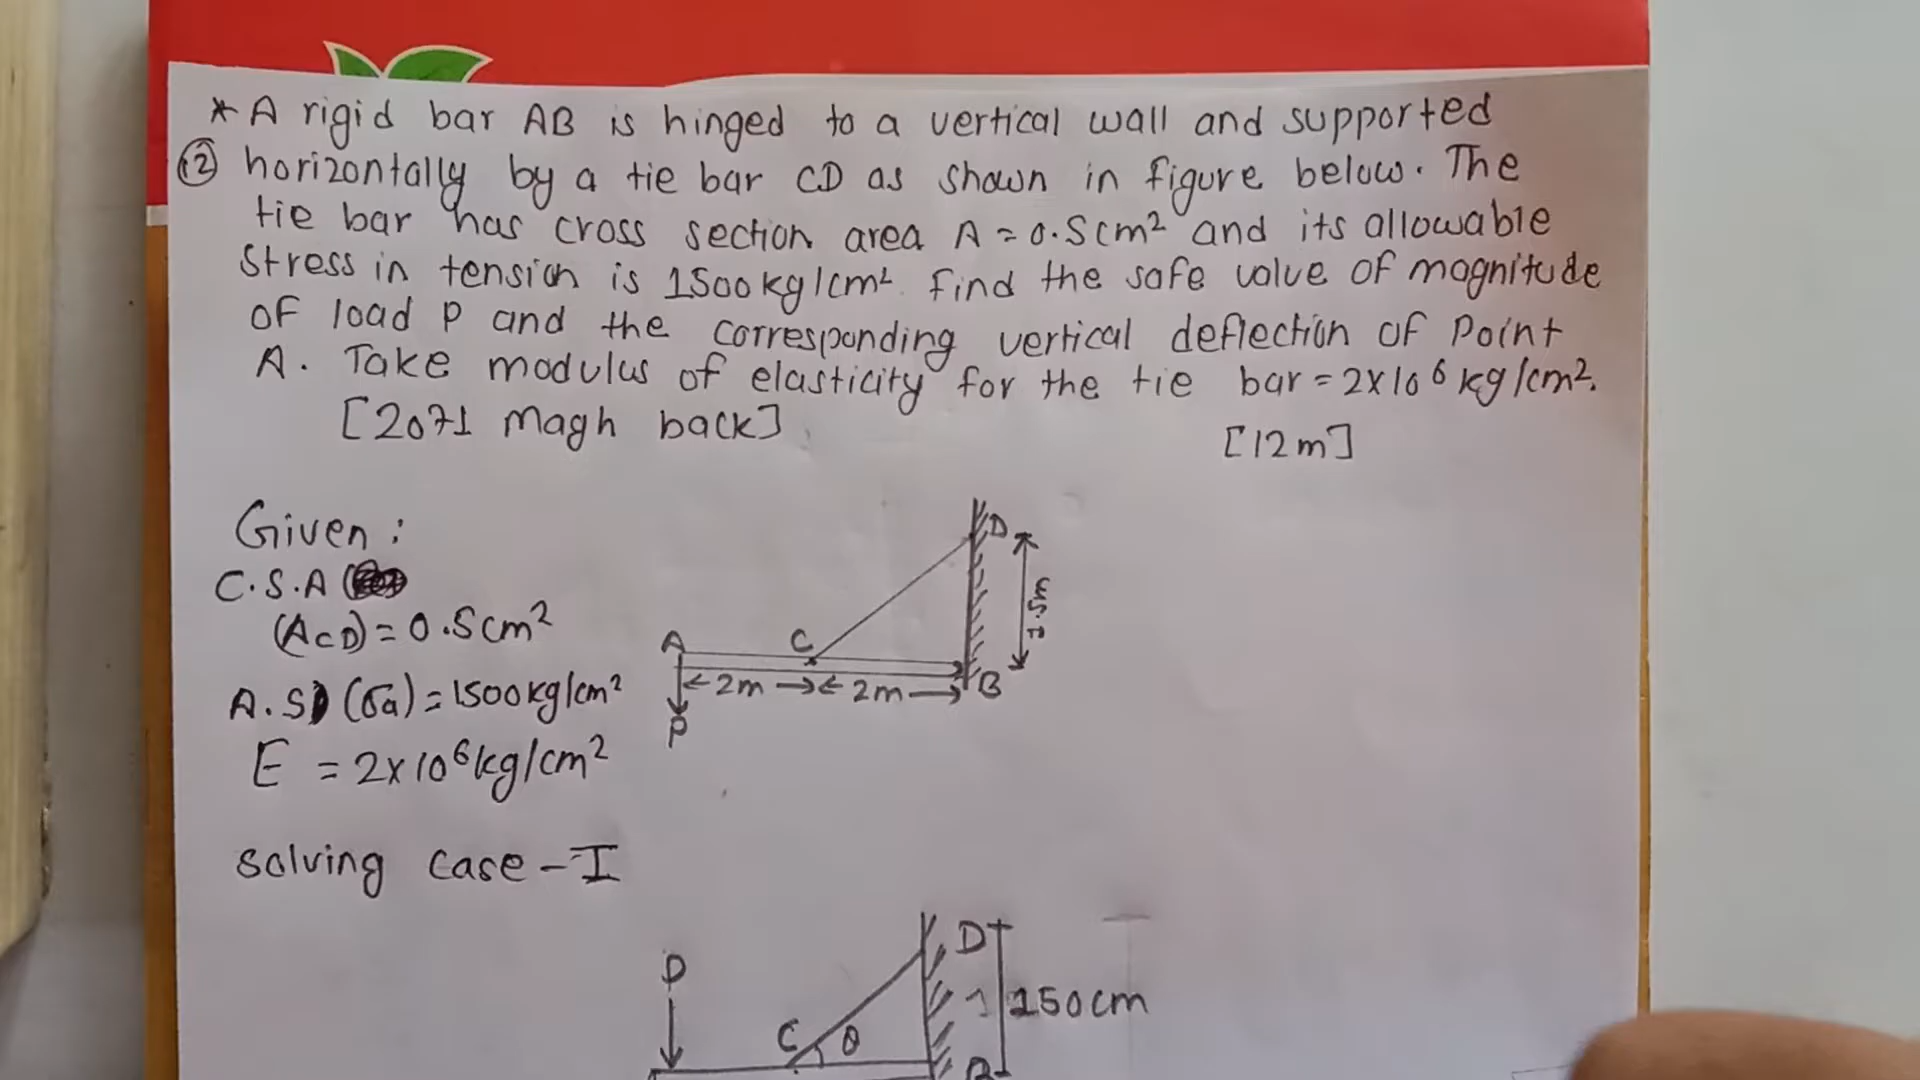 * A rigid bar AB is hinged to a vertical wall and supported
(12) horizontally by a tie bar CD as shown in figure below. The
tie bar has cross section area A = 0.5cm² and its allowable
stress in tension is 1500kg/cm² find the safe value of magnitude
of load P and the corresponding vertical deflection of Point
A. Take modulus of elasticity for the tie bar = 2x10⁶ kg/cm².
[2071 magh back]
[12m]
Given :
C.S.A
(ACD) = 0.5cm²
A.S) (σa) = 1500kg/cm²
E = 2x10⁶kg/cm²
D
1.5m
A C
2m 2m B
P
solving case - I
D
P
150cm
C θ
B